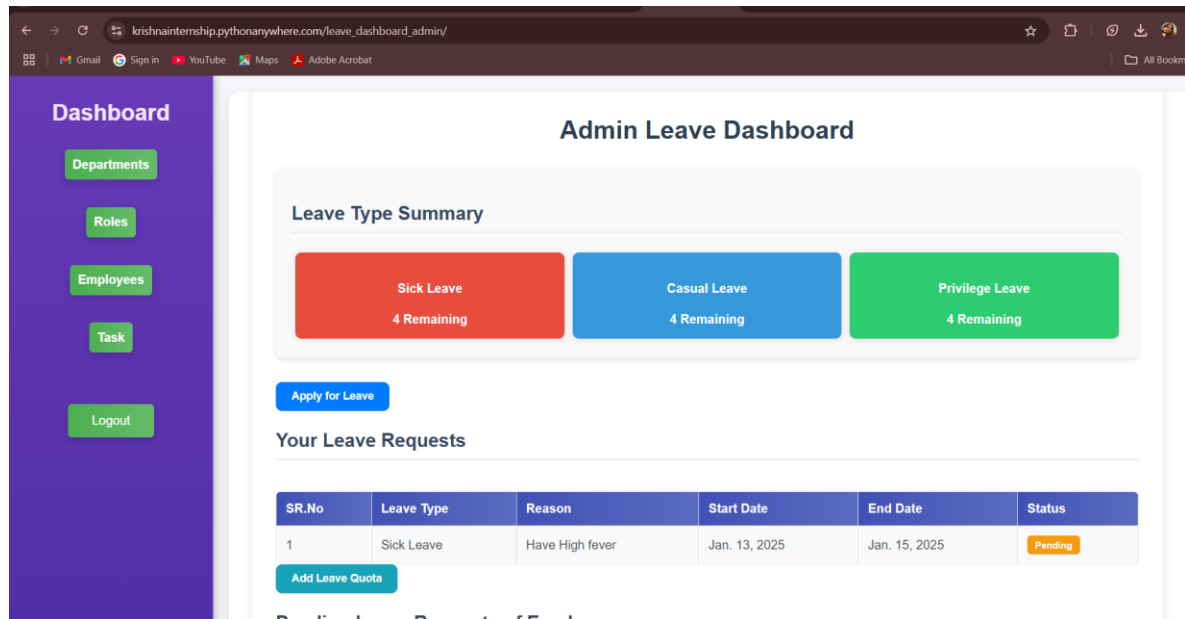 krishnainternship.pythonanywhere.com/leave_dashboard_admin/
Gmail Sign in YouTube Maps Adobe Acrobat All Bookm
Dashboard
Departments
Roles
Employees
Task
Logout
Admin Leave Dashboard
Leave Type Summary
Sick Leave Casual Leave Privilege Leave
4 Remaining 4 Remaining 4 Remaining
Apply for Leave
Your Leave Requests
SR.No Leave Type Reason Start Date End Date Status
1 Sick Leave Have High fever Jan. 13, 2025 Jan. 15, 2025 Pending
Add Leave Quota